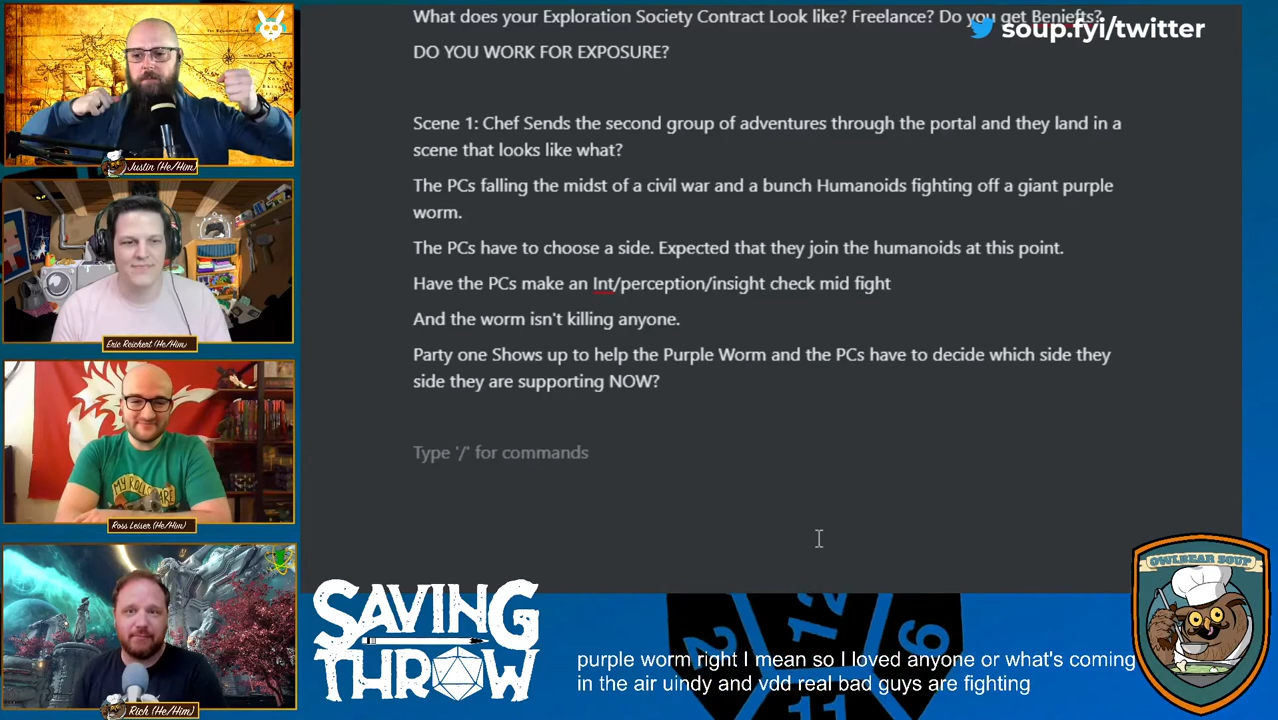 What does your Exploration Society Contract Look like? Freelance? Do you get Beniefts?
soup.fyi/twitter
DO YOU WORK FOR EXPOSURE?
Scene 1: Chef Sends the second group of adventures through the portal and they land in a
scene that looks like what?
The PCs falling the midst of a civil war and a bunch Humanoids fighting off a giant purple
worm.
The PCs have to choose a side. Expected that they join the humanoids at this point.
Have the PCs make an Int/perception/insight check mid fight
And the worm isn't killing anyone.
Party one Shows up to help the Purple Worm and the PCs have to decide which side they
side they are supporting NOW?
Type '/' for commands
Justin (He/Him)
Eric Reichert (He/Him)
MY ROLLS ARE
Ross Leiser (He/Him)
Rich (He/Him)
SAVING
THROW
2
12
6
11
purple worm right I mean so I loved anyone or what's coming
in the air uindy and vdd real bad guys are fighting
OWLBEAR SOUP